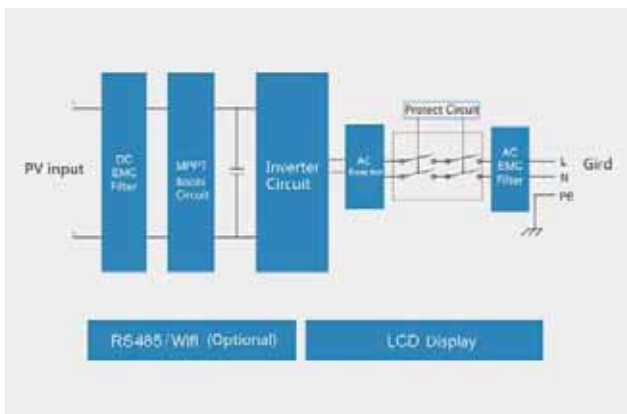 PV input
DC
EMC
Filter
MPPT
Boost
Circuit
Inverter
Circuit
AC
Protect Circuit
AC
EMC
Filter
L
N
PE
Gird
RS485/Wifi (Optional)
LCD Display